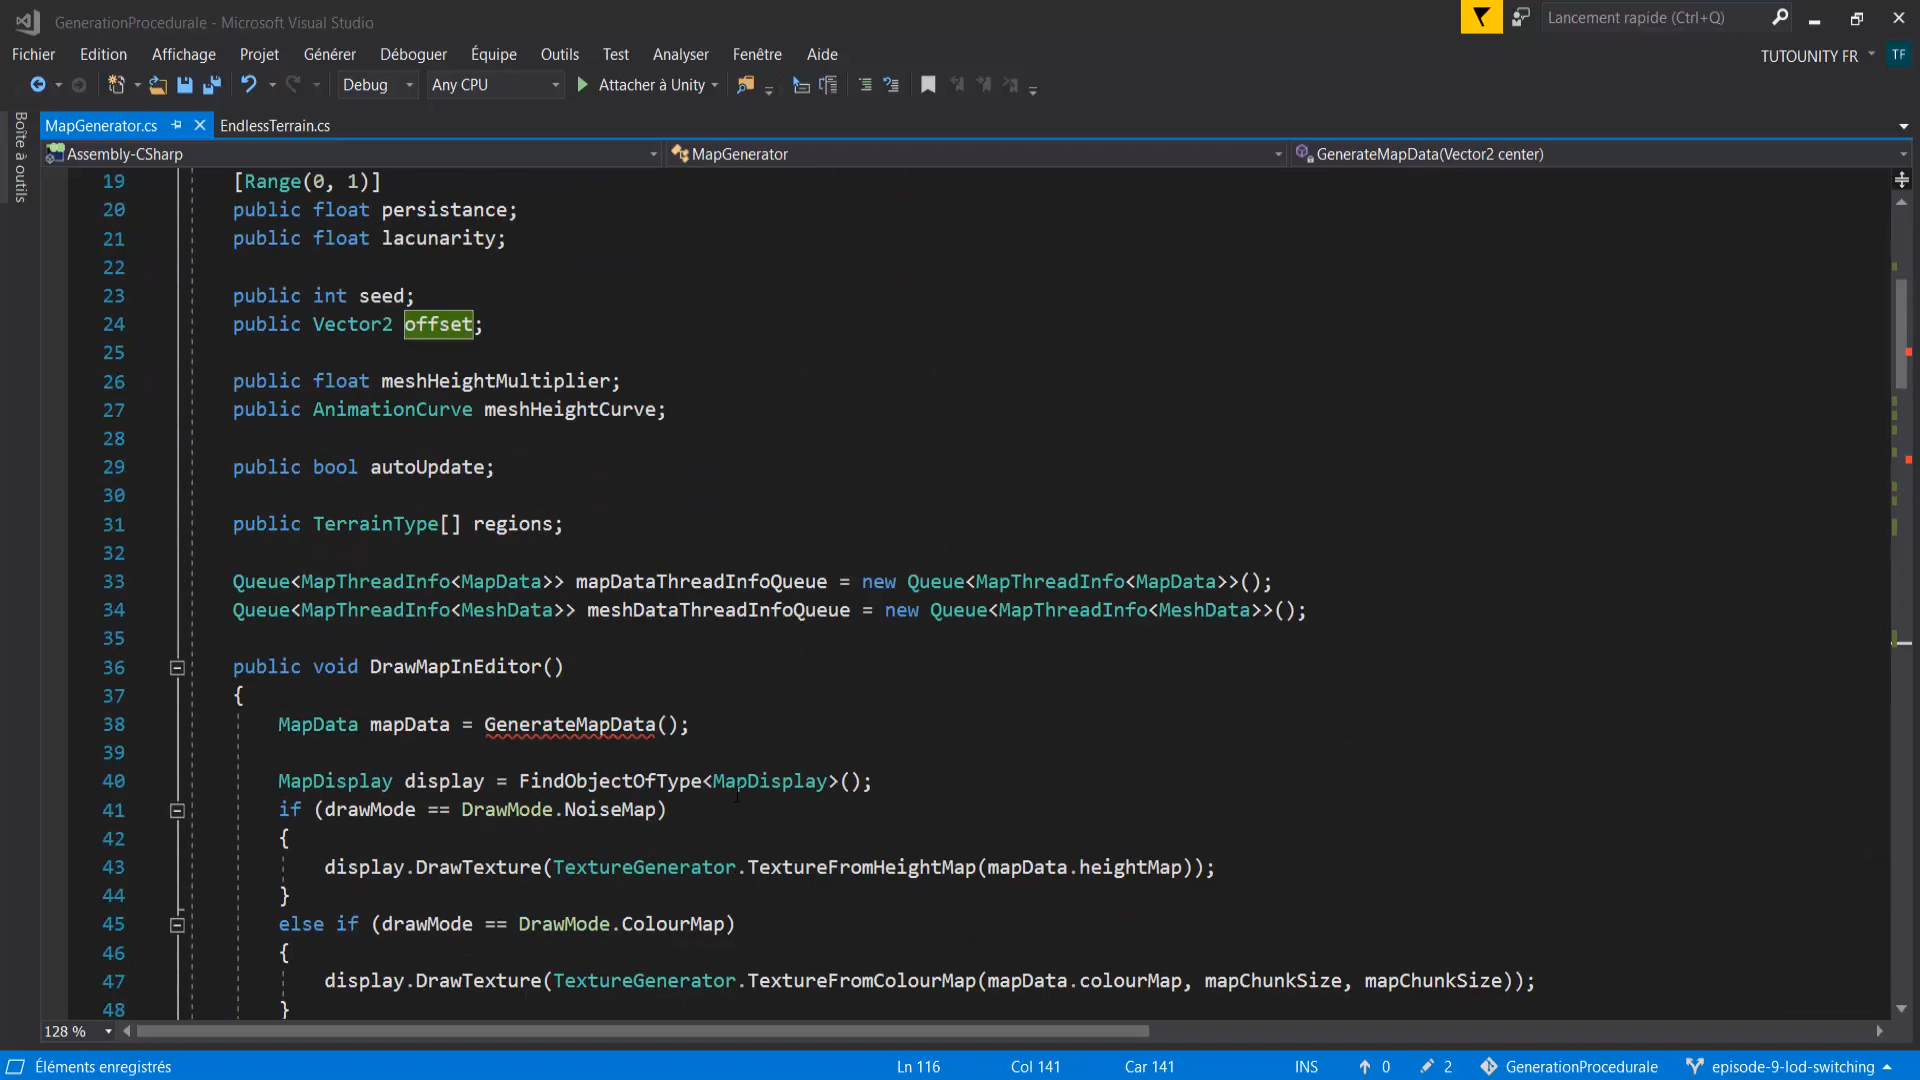 GenerationProcedurale - Microsoft Visual Studio
Lancement rapide (Ctrl+Q)
Fichier Edition Affichage Projet Générer Déboguer Équipe Outils Test Analyser Fenêtre Aide
TUTOUNITY FR TF
Debug Any CPU Attacher à Unity
Boîte à outils
MapGenerator.cs EndlessTerrain.cs
Assembly-CSharp MapGenerator GenerateMapData(Vector2 center)
19 [Range(0, 1)]
20 public float persistance;
21 public float lacunarity;
22
23 public int seed;
24 public Vector2 offset;
25
26 public float meshHeightMultiplier;
27 public AnimationCurve meshHeightCurve;
28
29 public bool autoUpdate;
30
31 public TerrainType[] regions;
32
33 Queue<MapThreadInfo<MapData>> mapDataThreadInfoQueue = new Queue<MapThreadInfo<MapData>>();
34 Queue<MapThreadInfo<MeshData>> meshDataThreadInfoQueue = new Queue<MapThreadInfo<MeshData>>();
35
36 public void DrawMapInEditor()
37 {
38 MapData mapData = GenerateMapData();
39
40 MapDisplay display = FindObjectOfType<MapDisplay>();
41 if (drawMode == DrawMode.NoiseMap)
42 {
43 display.DrawTexture(TextureGenerator.TextureFromHeightMap(mapData.heightMap));
44 }
45 else if (drawMode == DrawMode.ColourMap)
46 {
47 display.DrawTexture(TextureGenerator.TextureFromColourMap(mapData.colourMap, mapChunkSize, mapChunkSize));
48 }
128 %
Éléments enregistrés Ln 116 Col 141 Car 141 INS 0 2 GenerationProcedurale episode-9-lod-switching